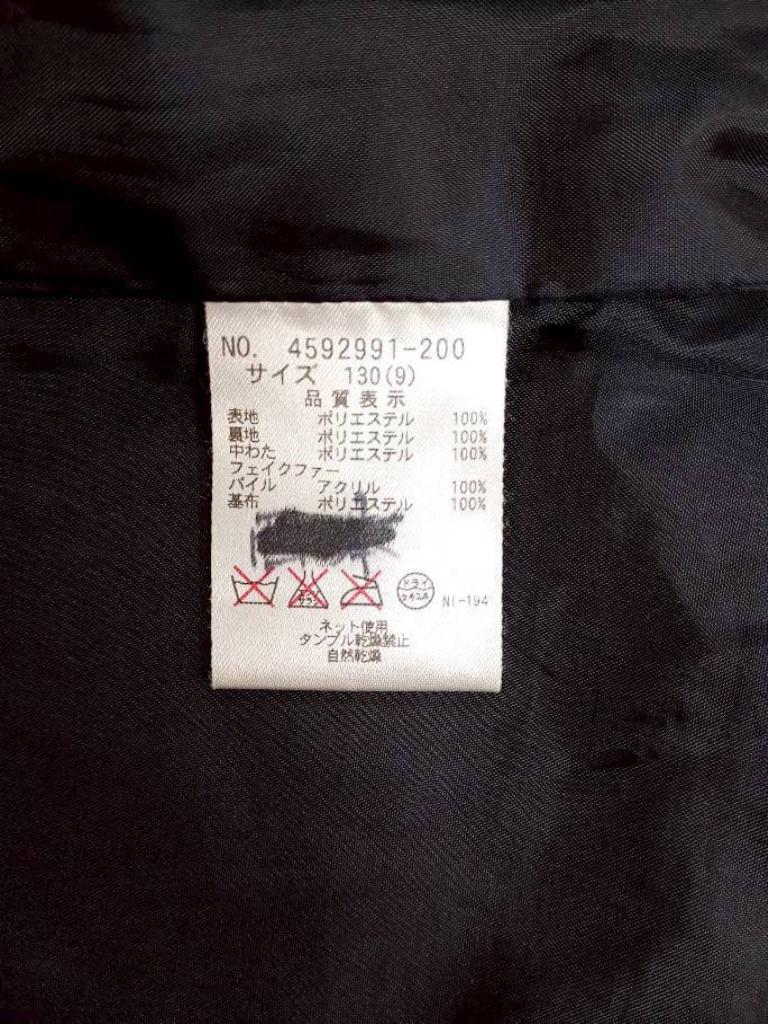 NO. 4592991-200
サイズ 130(9)
品質表示
表地 ポリエステル 100%
裏地 ポリエステル 100%
中わた ポリエステル 100%
フェイクファー
パイル アクリル 100%
基布 ポリエステル 100%
ドライ
N(-194
ネット使用
タンブル乾燥禁止
自然乾燥